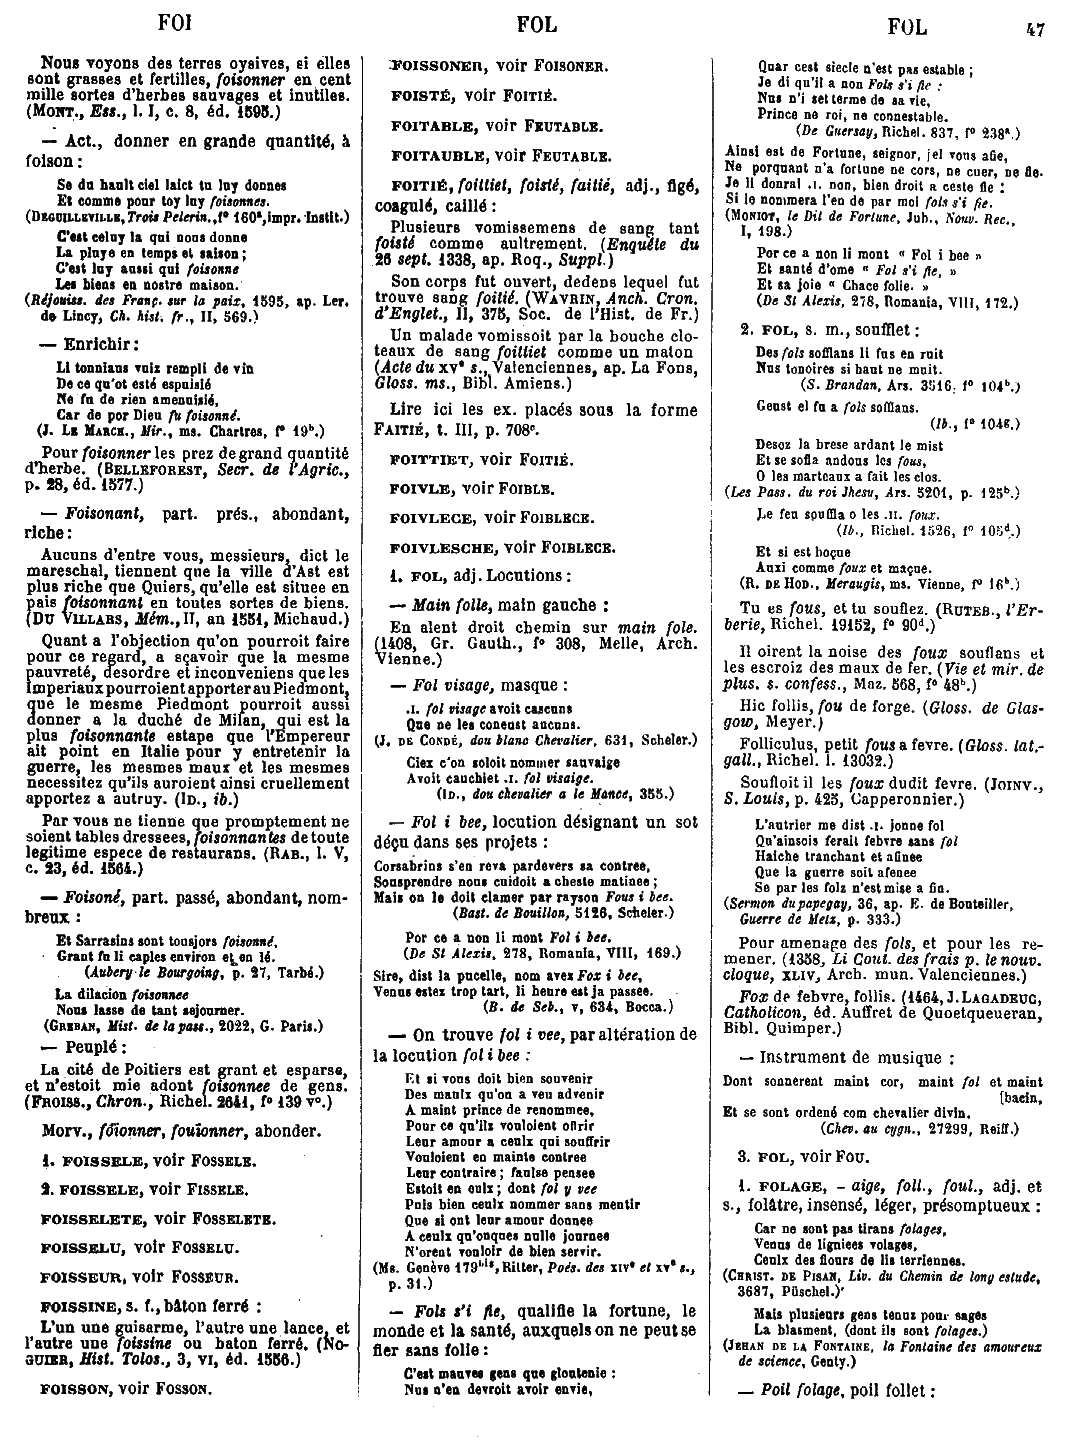 FOI
FOL
FOL
47
Nous voyons des terres oysives, si elles
sont grasses et fertilles, foisonner en cent
mille sortes d'herbes sauvages et inutiles.
(MONT., Ess., l. I, c. 8, éd. 1595.)
— Act., donner en grande quantité, à
foison :
Se du hault ciel laict tu luy donnes
Et comme pour toy luy foisonnes.
(DEGUILLEVILLE, Trois Pelerin., fº 160ª, impr. Instit.)
C'est celuy la qui nous donne
La pluye en temps et saison ;
C'est luy aussi qui foisonne
Les biens en nostre maison.
(Réjouiss. des Franç. sur la paix, 1595, ap. Ler.
de Lincy, Ch. hist. fr., II, 569.)
— Enrichir :
Li tonniaus vuiz rempli de vin
De ce qu'ot esté espuisié
Ne fu de rien amenuisié,
Car de por Dieu fu foisonné.
(J. LE MARCH., Mir., ms. Chartres, fº 19ᵇ.)
Pour foisonner les prez de grand quantité
d'herbe. (BELLEFOREST, Secr. de l'Agric.,
p. 28, éd. 1577.)
— Foisonant, part. prés., abondant,
riche :
Aucuns d'entre vous, messieurs, dict le
mareschal, tiennent que la ville d'Ast est
plus riche que Quiers, qu'elle est situee en
païs foisonnant en toutes sortes de biens.
(DU VILLARS, Mém., II, an 1551, Michaud.)
Quant a l'objection qu'on pourroit faire
pour ce regard, a sçavoir que la mesme
pauvreté, desordre et inconveniens que les
Imperiaux pourroient apporter au Piedmont,
que le mesme Piedmont pourroit aussi
donner a la duché de Milan, qui est la
plus foisonnante estape que l'Empereur
ait point en Italie pour y entretenir la
guerre, les mesmes maux et les mesmes
necessitez qu'ils auroient ainsi cruellement
apportez a autruy. (ID., ib.)
Par vous ne tienne que promptement ne
soient tables dressees, foisonnantes de toute
legitime espece de restaurans. (RAB., l. V,
c. 23, éd. 1564.)
— Foisoné, part. passé, abondant, nom-
breux :
Et Sarrasins sont tousjors foisonné,
Grant fu li caples environ et en lé.
(Aubery le Bourgoing, p. 27, Tarbé.)
La dilacion foisonnee
Nous lasse de tant sejourner.
(GREBAN, Mist. de la pass., 2022, G. Paris.)
— Peuplé :
La cité de Poitiers est grant et esparse,
et n'estoit mie adont foisonnee de gens.
(FROISS., Chron., Richel. 2641, fº 139 vº.)
Morv., föïonner, fouïonner, abonder.
1. FOISSELE, voir FOSSELE.
2. FOISSELE, voir FISSELE.
FOISSELETE, voir FOSSELETE.
FOISSELU, voir FOSSELU.
FOISSEUR, voir FOSSEUR.
FOISSINE, s. f., bâton ferré :
L'un une guisarme, l'autre une lance, et
l'autre une foissine ou baton ferré. (NO-
GUIER, Hist. Tolos., 3, VI, éd. 1556.)
FOISSON, voir FOSSON.
FOISSONER, voir FOISONER.
FOISTÉ, voir FOITIÉ.
FOITABLE, voir FEUTABLE.
FOITAUBLE, voir FEUTABLE.
FOITIÉ, foittiet, foisté, faitié, adj., figé,
coagulé, caillé :
Plusieurs vomissemens de sang tant
foisté comme aultrement. (Enquête du
26 sept. 1338, ap. Roq., Suppl.)
Son corps fut ouvert, dedens lequel fut
trouve sang foitié. (WAVRIN, Anch. Cron.
d'Englet., II, 375, Soc. de l'Hist. de Fr.)
Un malade vomissoit par la bouche clo-
teaux de sang foittiet comme un maton
(Acte du XVᵉ s., Valenciennes, ap. La Fons,
Gloss. ms., Bibl. Amiens.)
Lire ici les ex. placés sous la forme
FAITIÉ, t. III, p. 708ᶜ.
FOITTIET, voir FOITIÉ.
FOIVLE, voir FOIBLE.
FOIVLECE, voir FOIBLECE.
FOIVLESCHE, voir FOIBLECE.
1. FOL, adj. Locutions :
— Main folle, main gauche :
En alent droit chemin sur main fole.
(1408, Gr. Gauth., fº 308, Melle, Arch.
Vienne.)
— Fol visage, masque :
.I. fol visage avoit cascuns
Que ne les coneust aucuns.
(J. DE CONDÉ, dou blanc Chevalier, 631, Scheler.)
Ciex c'on soloit nommer sauvaige
Avoit cauchiet .I. fol visaige.
(ID., dou chevalier a le Mance, 355.)
— Fol i bee, locution désignant un sot
déçu dans ses projets :
Corsabrins s'en reva pardevers sa contree,
Sousprendre nous cuidoit a cheste matinee ;
Mais on le doit clamer par rayson Fous i bee.
(Bast. de Bouillon, 5126, Scheler.)
Por ce a non li mont Fol i bee.
(De St Alexis, 278, Romania, VIII, 169.)
Sire, dist la pucelle, nom aves Fox i bee,
Venus estez trop tart, li heure est ja passee.
(B. de Seb., V, 634, Bocca.)
— On trouve fol i vee, par altération de
la locution fol i bee :
Et si vous doit bien souvenir
Des maulx qu'on a veu advenir
A maint prince de renommee,
Pour ce qu'ilz vouloient offrir
Leur amour a ceulx qui souffrir
Vouloient en mainte contree
Leur contraire ; faulse pensee
Estoit en eulx ; dont fol y vee
Puis bien ceulx nommer sans mentir
Que si ont leur amour donnee
A ceulx qu'onques nulle journee
N'orent vouloir de bien servir.
(Ms. Genève 179ᵇⁱˢ, Ritter, Poés. des XIVᵉ et XVᵉ s.,
p. 31.)
— Fols s'i fie, qualifie la fortune, le
monde et la santé, auxquels on ne peut se
fier sans folie :
C'est mauves gens que gloutenie :
Nus n'en devroit avoir envie,
Quar cest siecle n'est pas estable ;
Je di qu'il a non Fols s'i fie :
Nus n'i set terme de sa vie,
Prince ne roi, ne connestable.
(De Guersay, Richel. 837, fº 238ª.)
Ainsi est de Fortune, seignor, jel vous afie,
Ne porquant n'a fortune ne cors, ne cuer, ne fie.
Je li donrai .I. non, bien droit a ceste fie :
Si le nommera l'en de par moi fols s'i fie.
(MONIOT, le Dit de Fortune, Jub., Nouv. Rec.,
I, 198.)
Por ce a non li mont « Fol i bee »
Et santé d'ome « Fol s'i fie, »
Et sa joie « Chace folie. »
(De St Alexis, 278, Romania, VIII, 172.)
2. FOL, s. m., soufflet :
Des fols sofflans li fus en ruit
Nus tonoires si haut ne muit.
(S. Brandan, Ars. 3516, fº 104ᵇ.)
Genst el fu a fols sofflans.
(Ib., fº 104ᵍ.)
Desoz la brese ardant le mist
Et se sofla andous les fous,
O les marteaux a fait les clos.
(Les Pass. du roi Jhesu, Ars. 5201, p. 125ᵇ.)
Le feu spuffla o les .II. foux.
(Ib., Richel. 1526, fº 105ᵈ.)
Et si est boçue
Auxi comme foux et maçue.
(R. DE HOD., Meraugis, ms. Vienne, fº 16ᵇ.)
Tu es fous, et tu souflez. (RUTEB., l'Er-
berie, Richel. 19152, fº 90ᵈ.)
Il oirent la noise des foux souflans et
les escroiz des maux de fer. (Vie et mir. de
plus. s. confess., Maz. 568, fº 48ᵇ.)
Hic follis, fou de forge. (Gloss. de Glas-
gow, Meyer.)
Folliculus, petit fous a fevre. (Gloss. lat.-
gall., Richel. l. 13032.)
Soufloit il les foux dudit fevre. (JOINV.,
S. Louis, p. 423, Capperonnier.)
L'autrier me dist .I. jonne fol
Qu'ainsois ferait febvre sans fol
Haiche tranchant et afinee
Que la guerre soit afenee
Se par les folz n'est mise a fin.
(Sermon du papegay, 36, ap. E. de Bouteiller,
Guerre de Metz, p. 333.)
Pour amenage des fols, et pour les re-
mener. (1358, Li Coul. des frais p. le nouv.
cloque, XLIV, Arch. mun. Valenciennes.)
Fox de febvre, follis. (1464, J. LAGADEUC,
Catholicon, éd. Auffret de Quoetqueueran,
Bibl. Quimper.)
— Instrument de musique :
Dont sonnerent maint cor, maint fol et maint
[bacin,
Et se sont ordené com chevalier divin.
(Chev. au cygn., 27299, Reiff.)
3. FOL, voir FOU.
1. FOLAGE, - aige, foll., foul., adj. et
s., folâtre, insensé, léger, présomptueux :
Car ne sont pas tirans folages,
Venus de ligniees volages,
Ceulx des flours de lis terriennes.
(CHRIST. DE PISAN, Liv. du Chemin de long estude,
3687, Püschel.)
Mais plusieurs gens tenuz pour sages
La blasment, (dont ils sont folages.)
(JEHAN DE LA FONTAINE, la Fontaine des amoureux
de science, Genty.)
— Poil folage, poil follet :